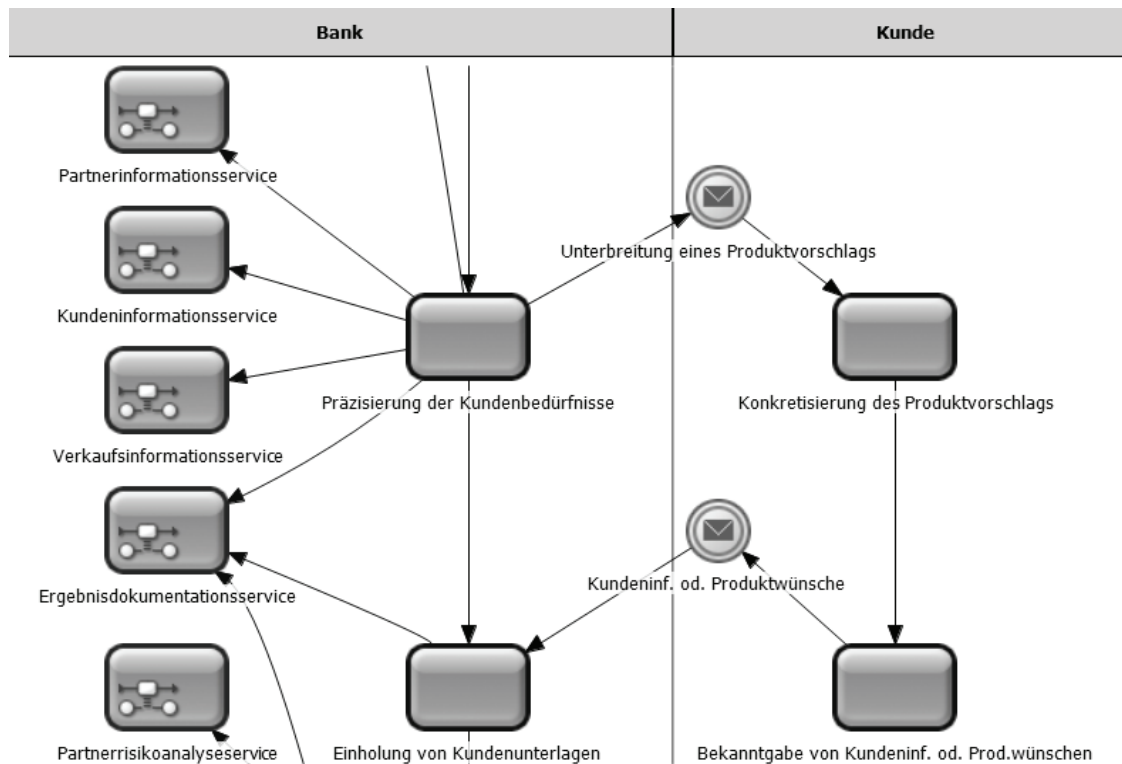 Bank
Kunde
Partnerinformationsservice
Unterbreitung eines Produktvorschlags
Kundeninformationsservice
Präzisierung der Kundenbedürfnisse
Konkretisierung des Produktvorschlags
Verkaufsinformationsservice
Kundeninf. od. Produktwünsche
Ergebnisdokumentationsservice
Partnerrisikoanalyseservice
Einholung von Kundenunterlagen
Bekanntgabe von Kundeninf. od. Prod.wünschen